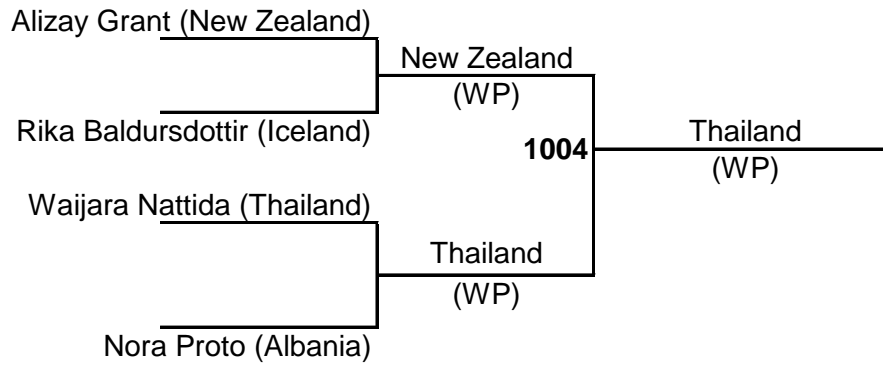 Alizay Grant (New Zealand)
New Zealand
(WP)
Rika Baldursdottir (Iceland)
1004
Thailand
(WP)
Waijara Nattida (Thailand)
Thailand
(WP)
Nora Proto (Albania)